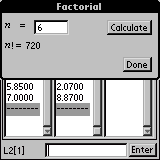 Factorial
n = 6 Calculate
n! = 720
Done
5.8500 2.0700
7.0000 8.8700
------ ------ ------
L2[1] Enter